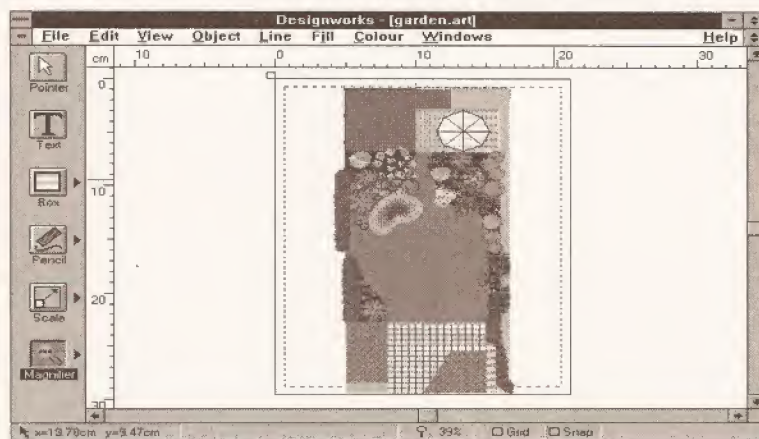 Designworks - [garden.art]
File Edit View Object Line Fill Colour Windows Help
cm 10 0 10 20 30
0
Pointer
Text
10
Box
Pencil
20
Scale
Magnifier
30
x=13.78cm y=9.47cm 39% Grid Snap